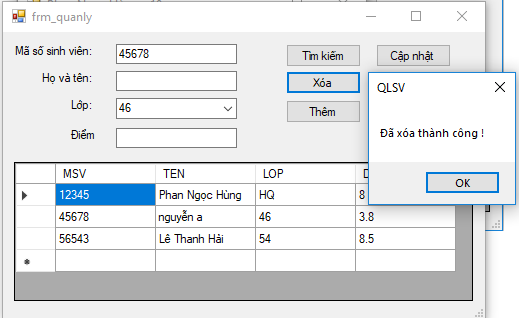 frm_quanly
Mã số sinh viên: 45678 Tìm kiếm Cập nhật
Họ và tên: Xóa
Lớp: 46 Thêm
Điểm
QLSV
Đã xóa thành công !
OK
MSV TEN LOP
12345 Phan Ngọc Hùng HQ 8
45678 nguyễn a 46 3.8
56543 Lê Thanh Hải 54 8.5